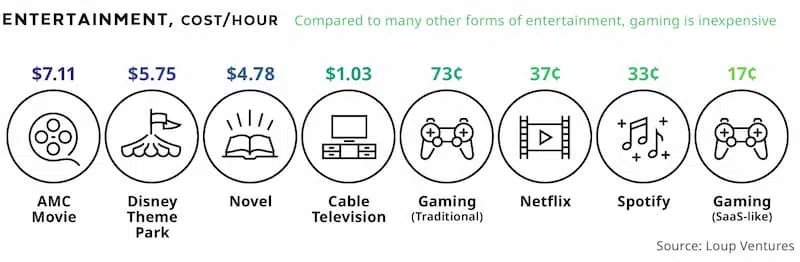 ENTERTAINMENT, COST/HOUR Compared to many other forms of entertainment, gaming is inexpensive
$7.11 $5.75 $4.78 $1.03 73¢ 37¢ 33¢ 17¢
AMC Movie
Disney Theme Park
Novel
Cable Television
Gaming (Traditional)
Netflix
Spotify
Gaming (SaaS-like)
Source: Loup Ventures